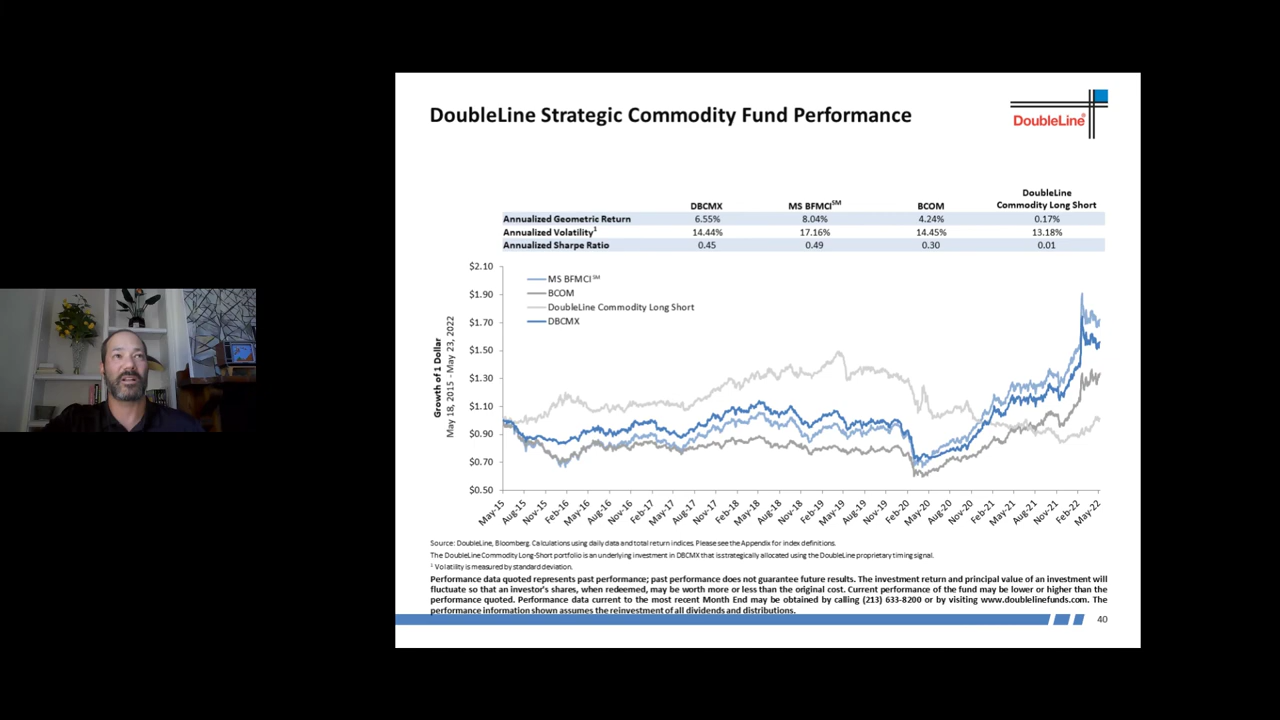 DoubleLine Strategic Commodity Fund Performance
DoubleLine®
DBCMX MS BFMCI℠ BCOM DoubleLine Commodity Long Short
Annualized Geometric Return 6.55% 8.04% 4.24% 0.17%
Annualized Volatility¹ 14.44% 17.16% 14.45% 13.18%
Annualized Sharpe Ratio 0.45 0.49 0.30 0.01
Growth of 1 Dollar
May 18, 2015 - May 23, 2022
$2.10
$1.90
$1.70
$1.50
$1.30
$1.10
$0.90
$0.70
$0.50
MS BFMCI℠
BCOM
DoubleLine Commodity Long Short
DBCMX
May-15 Aug-15 Nov-15 Feb-16 May-16 Aug-16 Nov-16 Feb-17 May-17 Aug-17 Nov-17 Feb-18 May-18 Aug-18 Nov-18 Feb-19 May-19 Aug-19 Nov-19 Feb-20 May-20 Aug-20 Nov-20 Feb-21 May-21 Aug-21 Nov-21 Feb-22 May-22
Source: DoubleLine, Bloomberg. Calculations using daily data and total return indices. Please see the Appendix for index definitions.
The DoubleLine Commodity Long-Short portfolio is an underlying investment in DBCMX that is strategically allocated using the DoubleLine proprietary timing signal.
¹ Volatility is measured by standard deviation.
Performance data quoted represents past performance; past performance does not guarantee future results. The investment return and principal value of an investment will
fluctuate so that an investor's shares, when redeemed, may be worth more or less than the original cost. Current performance of the fund may be lower or higher than the
performance quoted. Performance data current to the most recent Month End may be obtained by calling (213) 633-8200 or by visiting www.doublelinefunds.com. The
performance information shown assumes the reinvestment of all dividends and distributions.
40